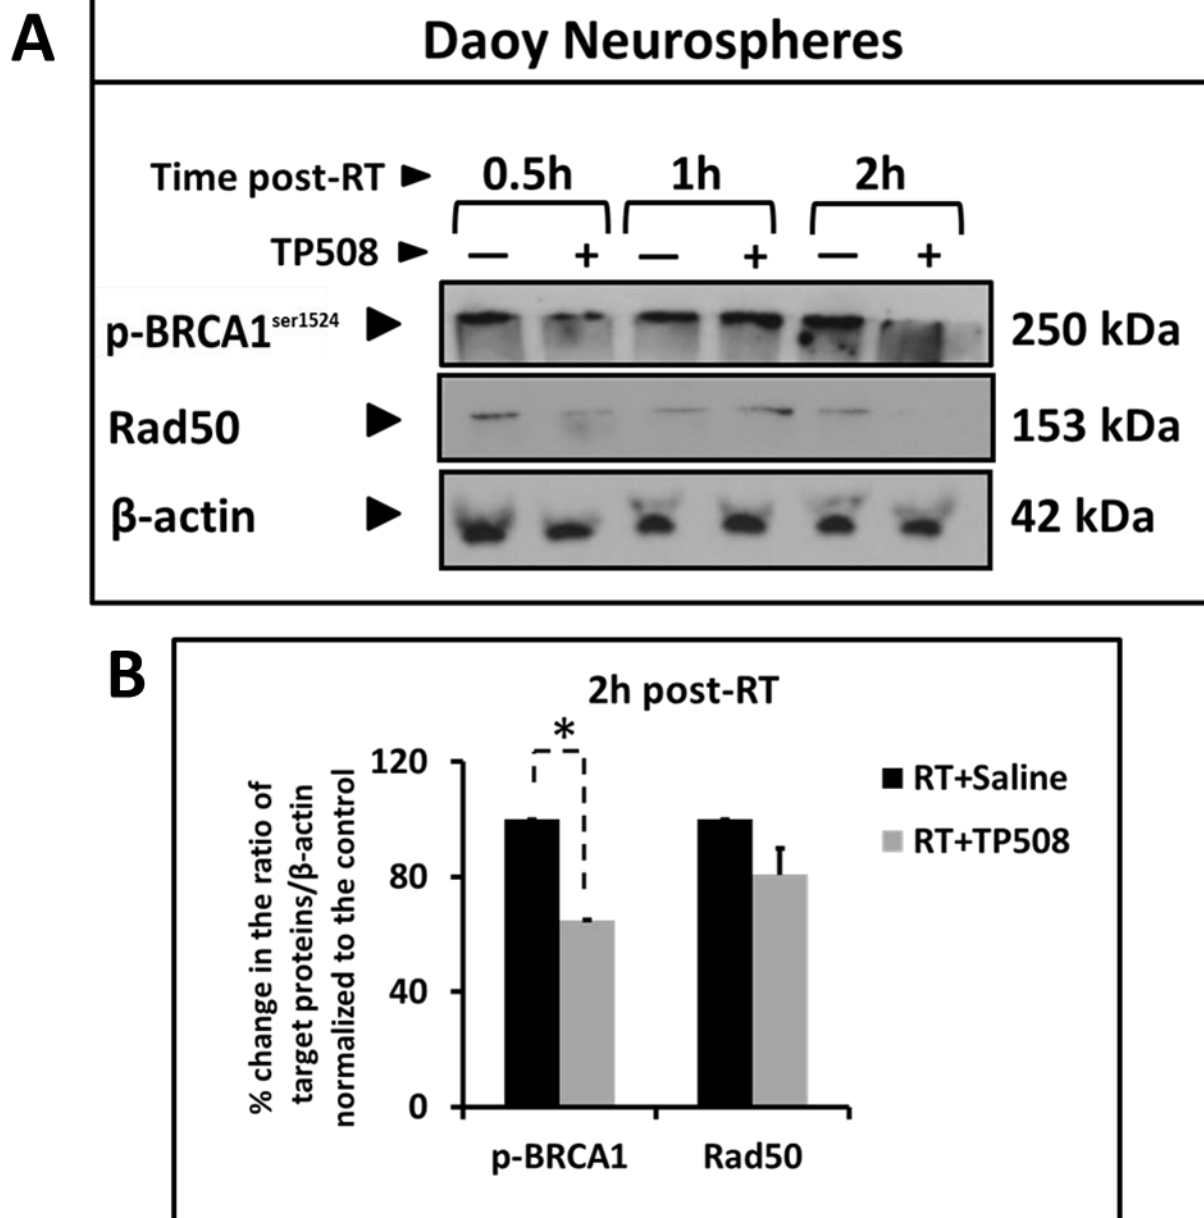 A
Daoy Neurospheres
Time post-RT ► 0.5h 1h 2h
TP508 ► — + — + — +
p-BRCA1ser1524 ► 250 kDa
Rad50 ► 153 kDa
β-actin ► 42 kDa
B
2h post-RT
*
% change in the ratio of
target proteins/β-actin
normalized to the control
120
80
40
0
RT+Saline
RT+TP508
p-BRCA1 Rad50